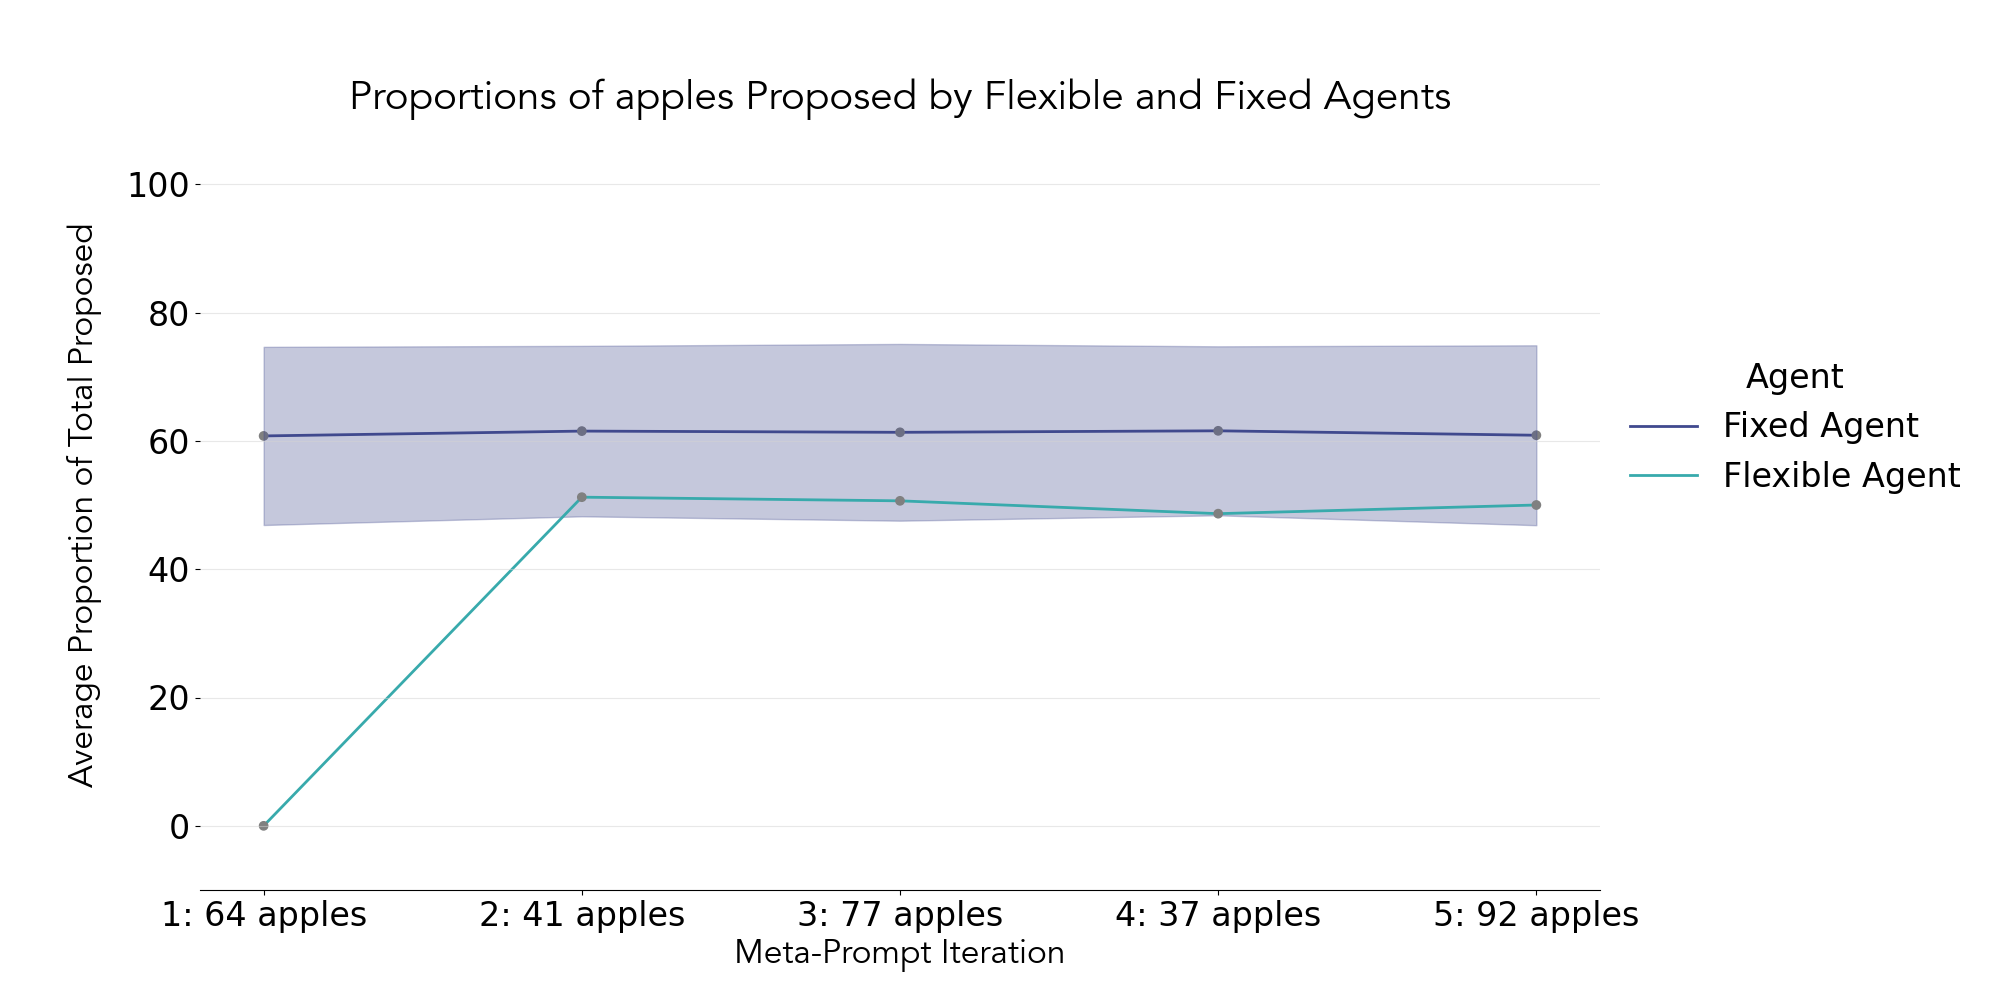 Proportions of apples Proposed by Flexible and Fixed Agents
Average Proportion of Total Proposed
100
80
60
40
20
0
1: 64 apples
2: 41 apples
3: 77 apples
4: 37 apples
5: 92 apples
Meta-Prompt Iteration
Agent
Fixed Agent
Flexible Agent